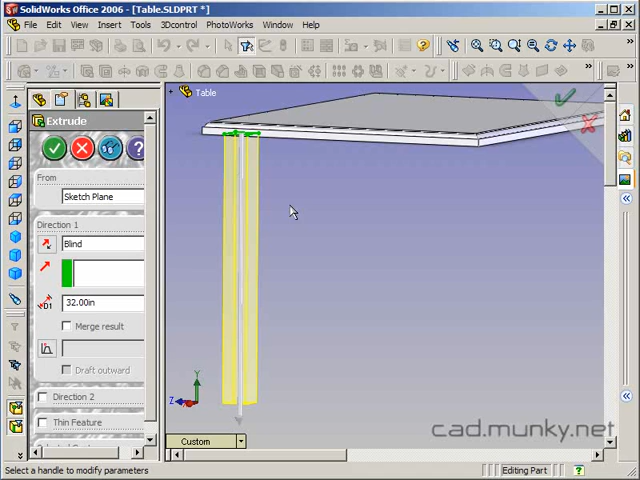 SolidWorks Office 2006 - [Table.SLDPRT *]
File Edit View Insert Tools 3Dcontrol PhotoWorks Window Help
Table
Extrude
From
Sketch Plane
Direction 1
Blind
D1
32.00in
Merge result
Draft outward
Direction 2
Thin Feature
Y
Z
Custom
cad.munky.net
Select a handle to modify parameters
Editing Part